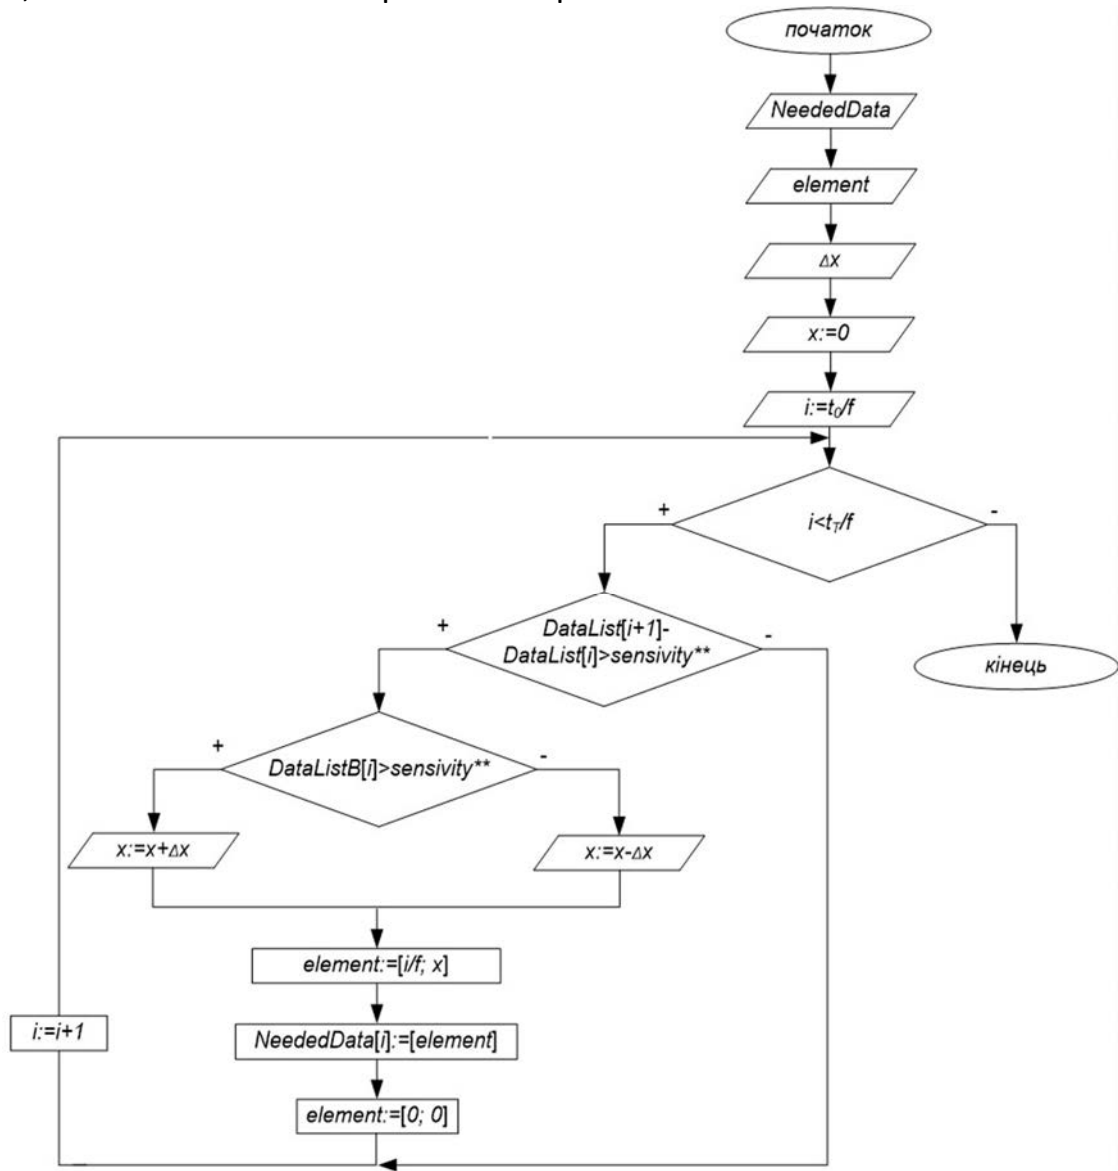 початок
NeededData
element
Δx
x:=0
i:=t₀/f
i<t_T/f
+
-
DataList[i+1]-
DataList[i]>sensivity**
+
-
кінець
DataListB[i]>sensivity**
+
-
x:=x+Δx
x:=x-Δx
element:=[i/f; x]
i:=i+1
NeededData[i]:=[element]
element:=[0; 0]